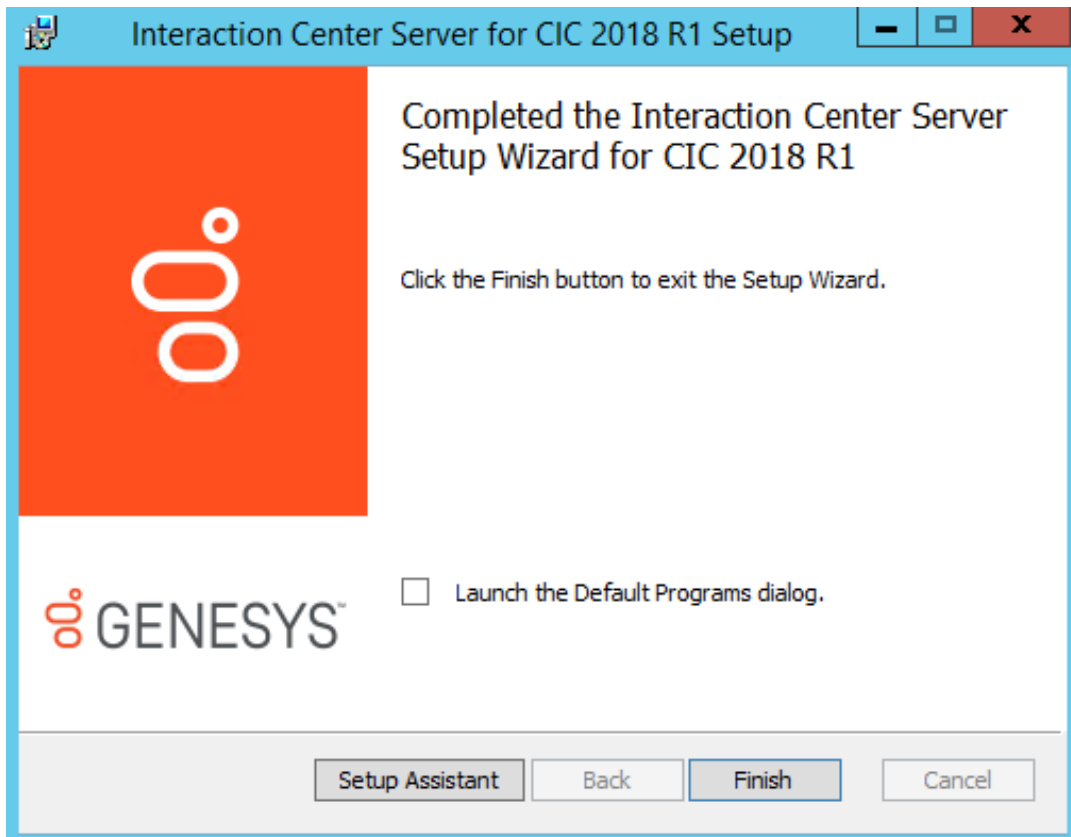 Interaction Center Server for CIC 2018 R1 Setup
Completed the Interaction Center Server
Setup Wizard for CIC 2018 R1
Click the Finish button to exit the Setup Wizard.
Launch the Default Programs dialog.
GENESYS™
Setup Assistant
Back
Finish
Cancel